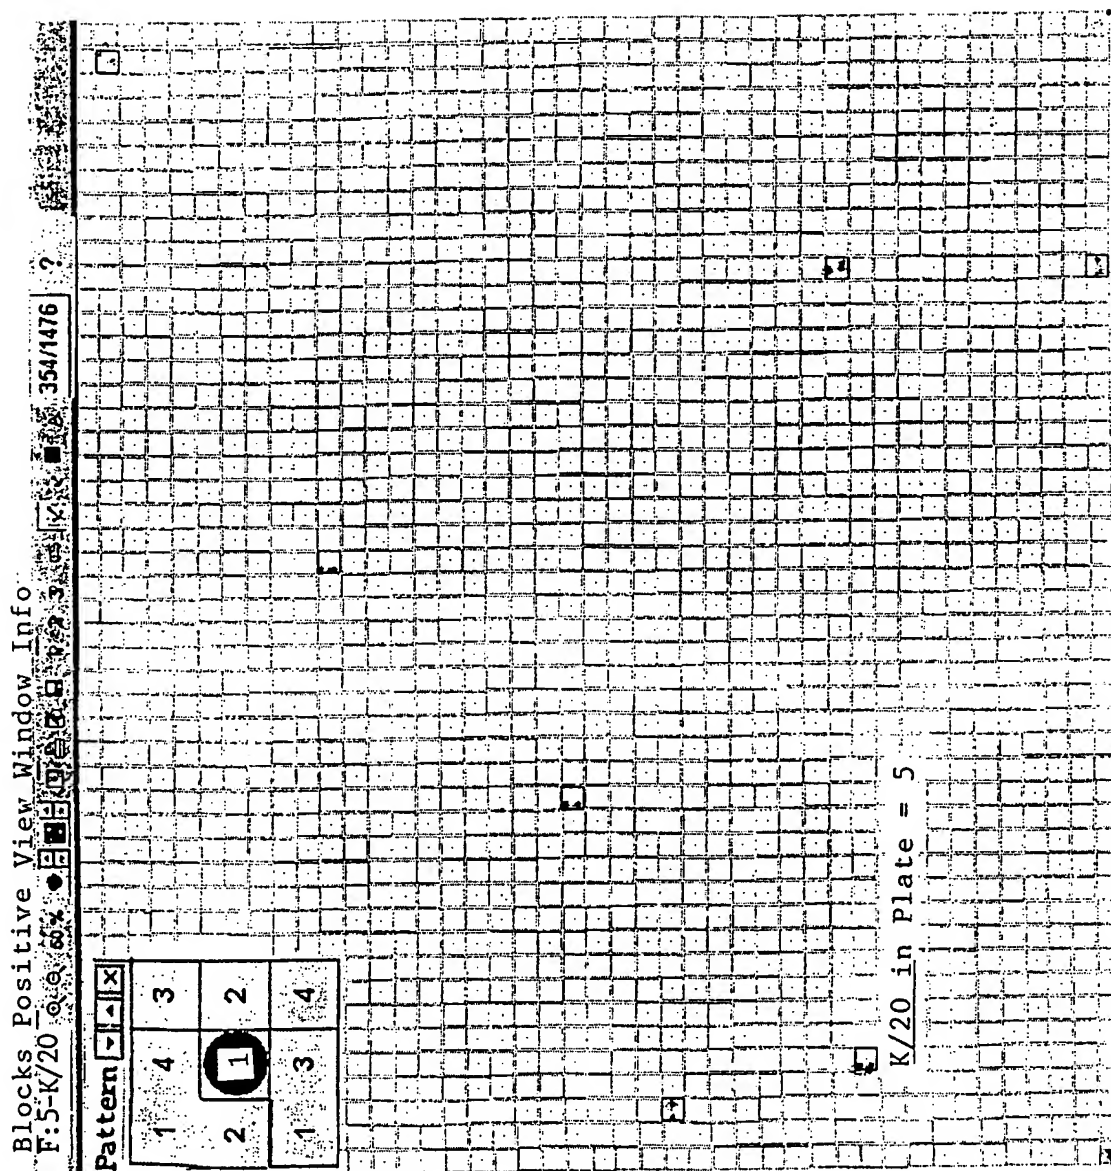 Blocks Positive View Window Info
F:5-K/20 60% 354/1476 ?
Pattern
1 4 3
2 1 2
1 3 4
K/20 in Plate = 5